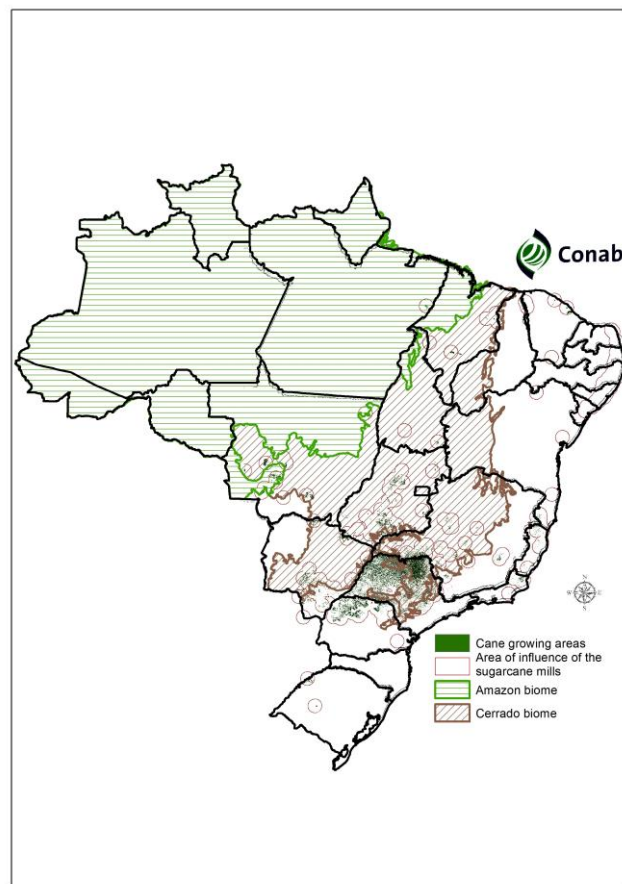 Conab
Cane growing areas
Area of influence of the
sugarcane mills
Amazon biome
Cerrado biome